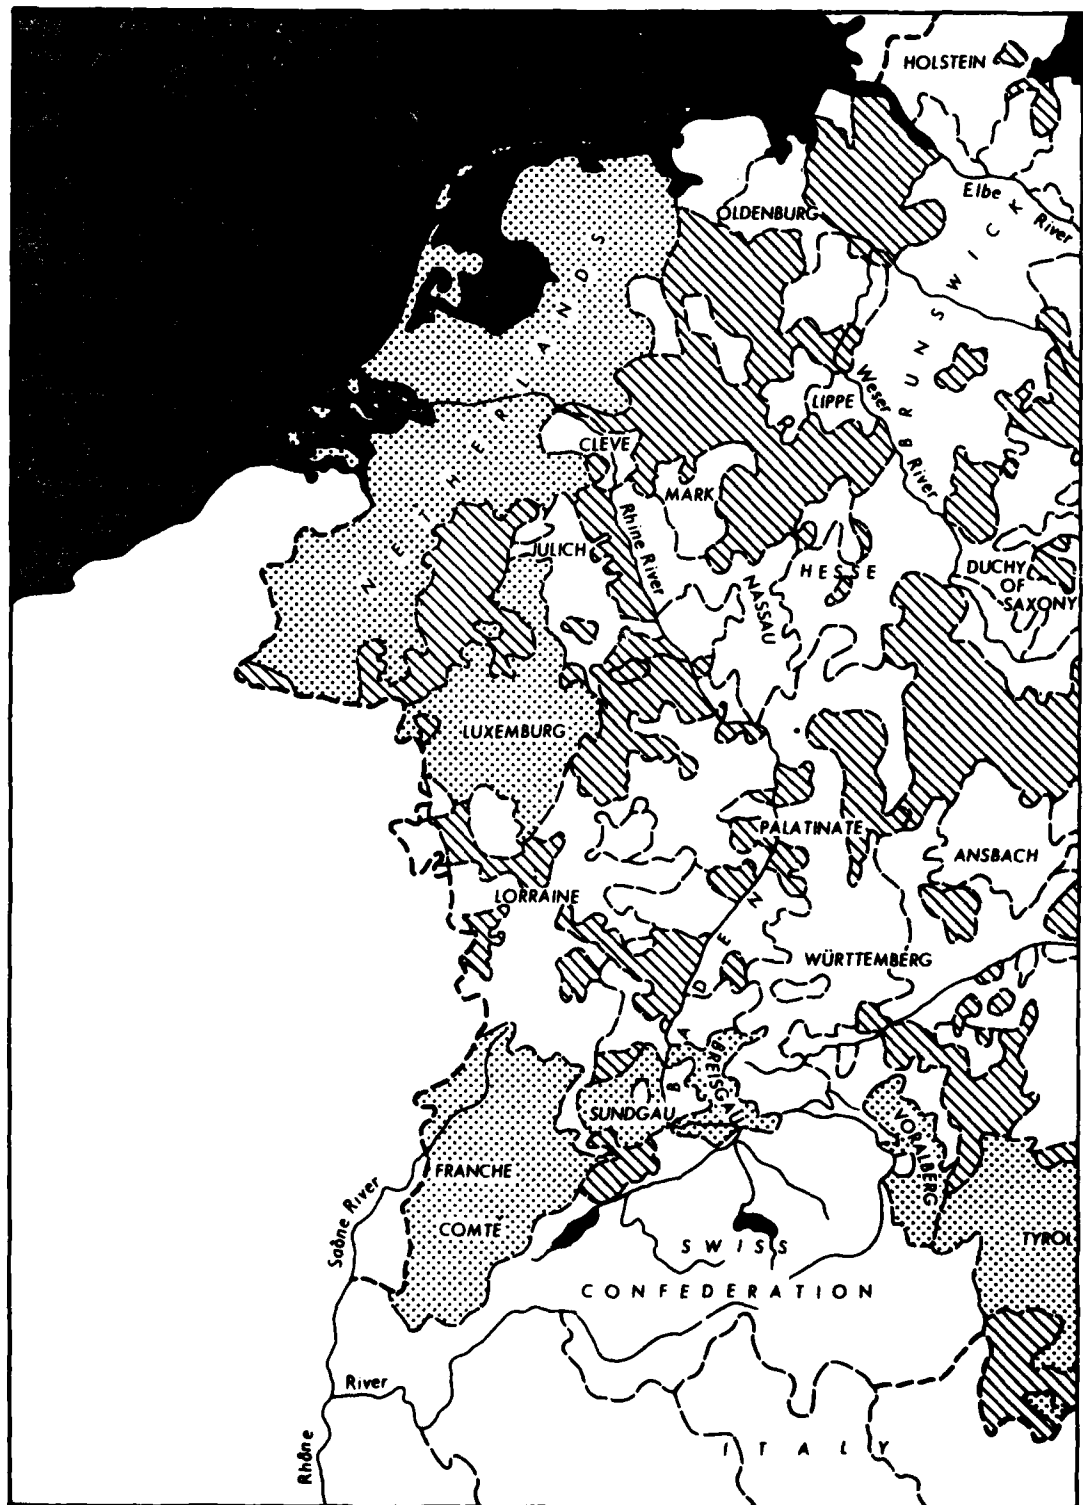 HOLSTEIN
Elbe
River
OLDENBURG
BRUNSWICK
NETHERLANDS
Weser
River
LIPPE
CLEVE
MARK
Rhine River
JULICH
HESSE
NASSAU
DUCHY
OF
SAXONY
LUXEMBURG
PALATINATE
ANSBACH
LORRAINE
WÜRTTEMBERG
BADEN
BREISGAU
SUNDGAU
VORALBERG
FRANCHE
COMTÉ
Saône River
TYROL
SWISS
CONFEDERATION
River
Rhône
ITALY